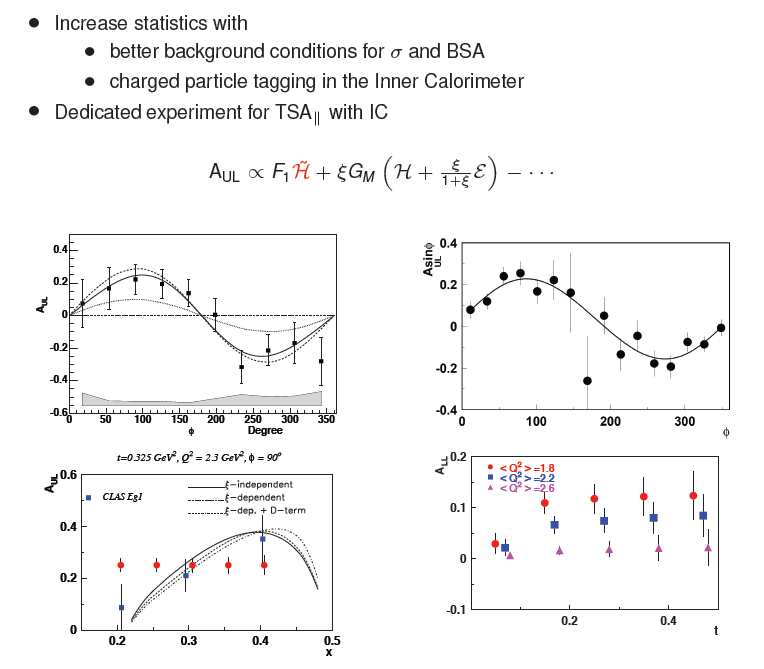 Increase statistics with
better background conditions for σ and BSA
charged particle tagging in the Inner Calorimeter
Dedicated experiment for TSA∥ with IC
A_UL ∝ F₁H̃ + ξG_M (H + ξ/(1+ξ) E) − ···
A_UL
0.4
0.2
0
-0.2
-0.4
-0.6
0 50 100 150 200 250 300 350
ϕ Degree
Asinϕ
UL
0.4
0.2
0
-0.2
-0.4
0 100 200 300
ϕ
t=0.325 GeV², Q² = 2.3 GeV², ϕ = 90°
A_UL
0.6
0.4
0.2
0
CLAS Eg1
ξ-independent
ξ-dependent
ξ-dep. + D-term
0.2 0.3 0.4 0.5
x
A_LL
0.2
0.1
0
-0.1
<Q²>=1.8
<Q²>=2.2
<Q²>=2.6
0.2 0.4
t